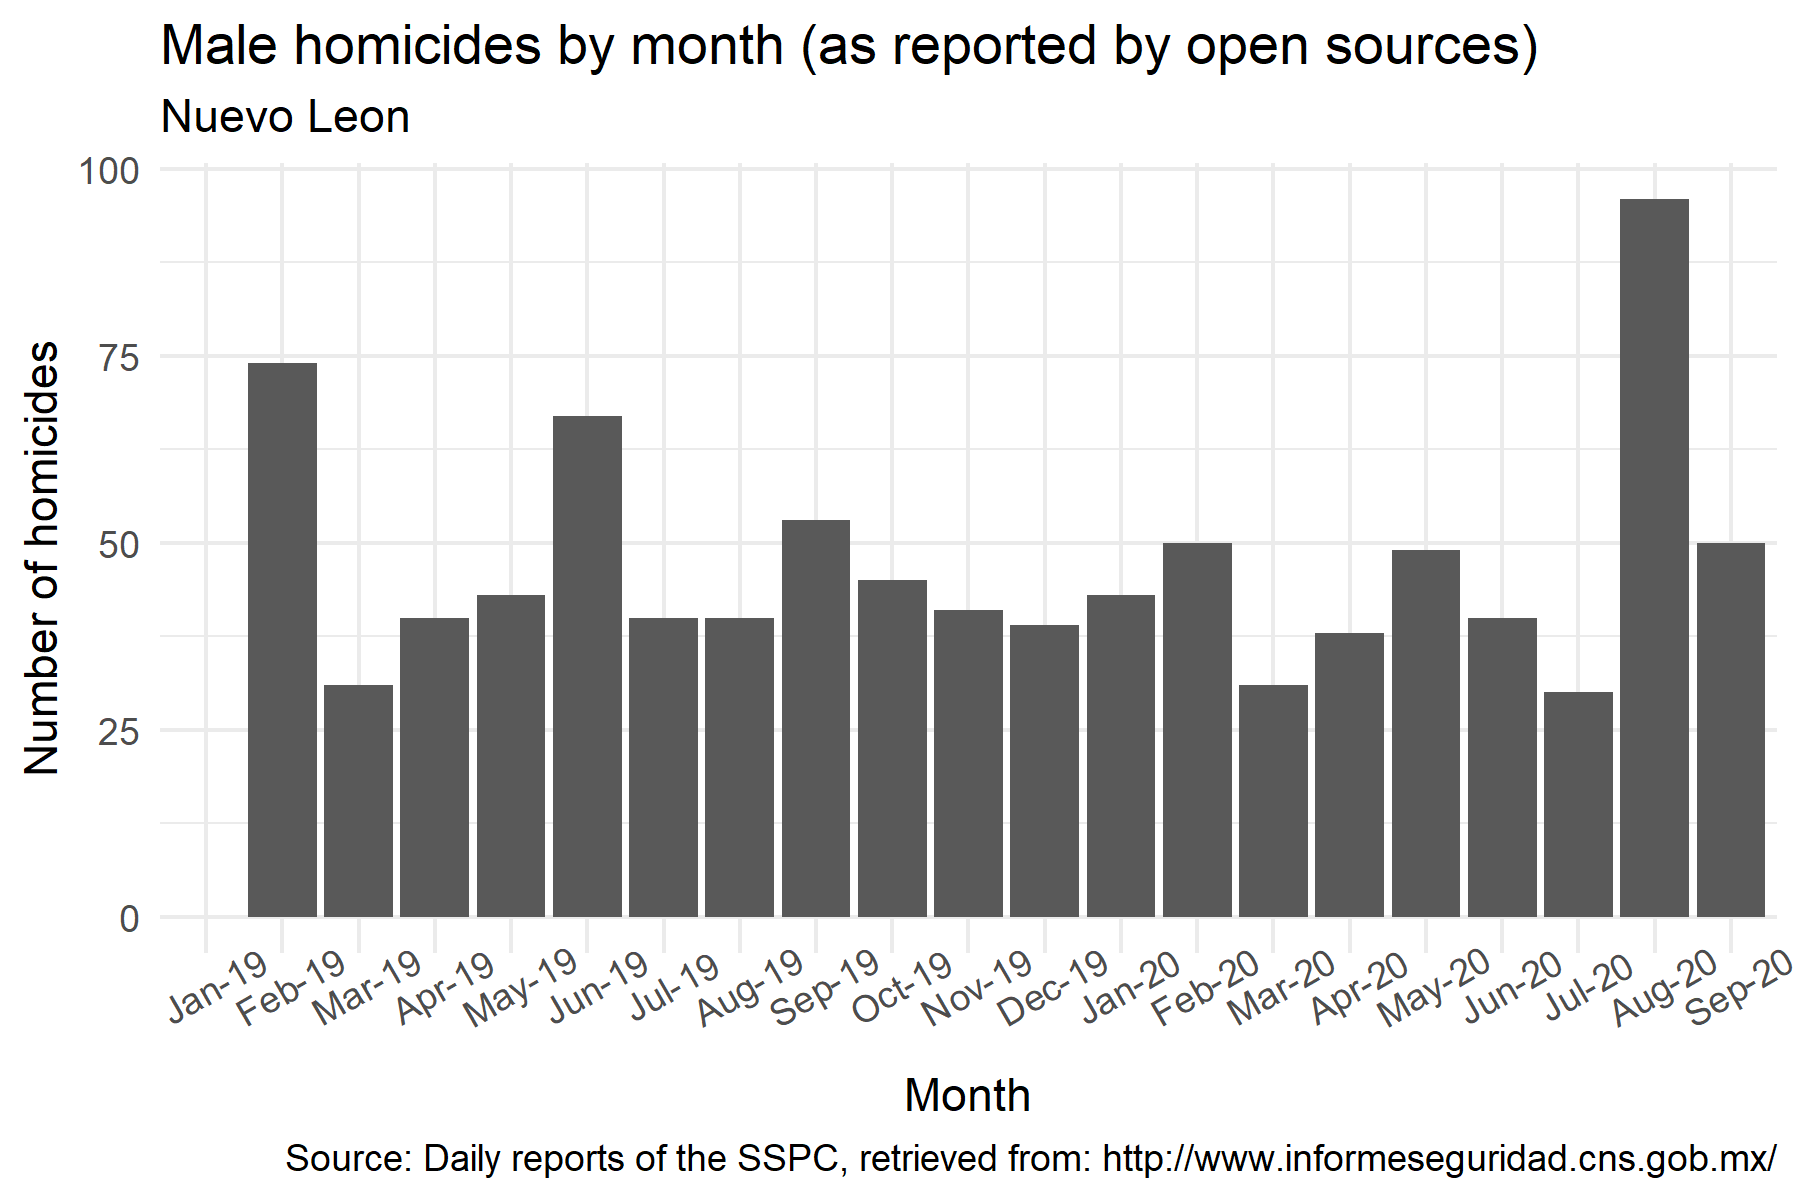 Male homicides by month (as reported by open sources)
Nuevo Leon
Number of homicides
100
75
50
25
0
Jan-19
Feb-19
Mar-19
Apr-19
May-19
Jun-19
Jul-19
Aug-19
Sep-19
Oct-19
Nov-19
Dec-19
Jan-20
Feb-20
Mar-20
Apr-20
May-20
Jun-20
Jul-20
Aug-20
Sep-20
Month
Source: Daily reports of the SSPC, retrieved from: http://www.informeseguridad.cns.gob.mx/